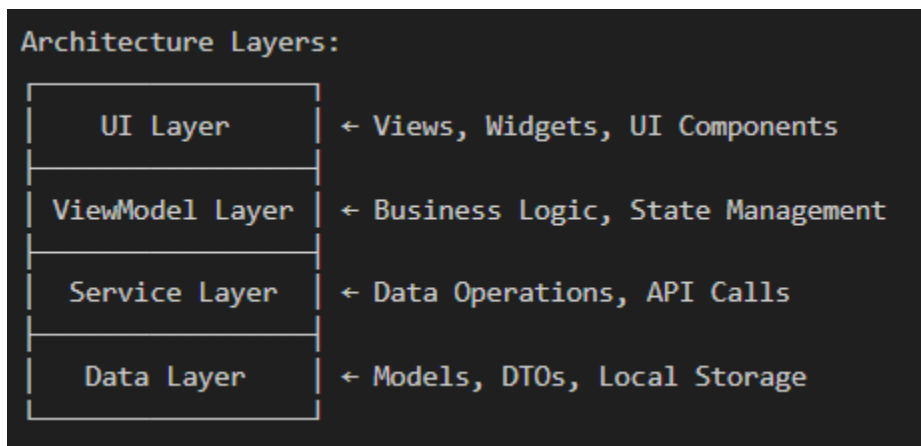 Architecture Layers:
UI Layer ← Views, Widgets, UI Components
ViewModel Layer ← Business Logic, State Management
Service Layer ← Data Operations, API Calls
Data Layer ← Models, DTOs, Local Storage